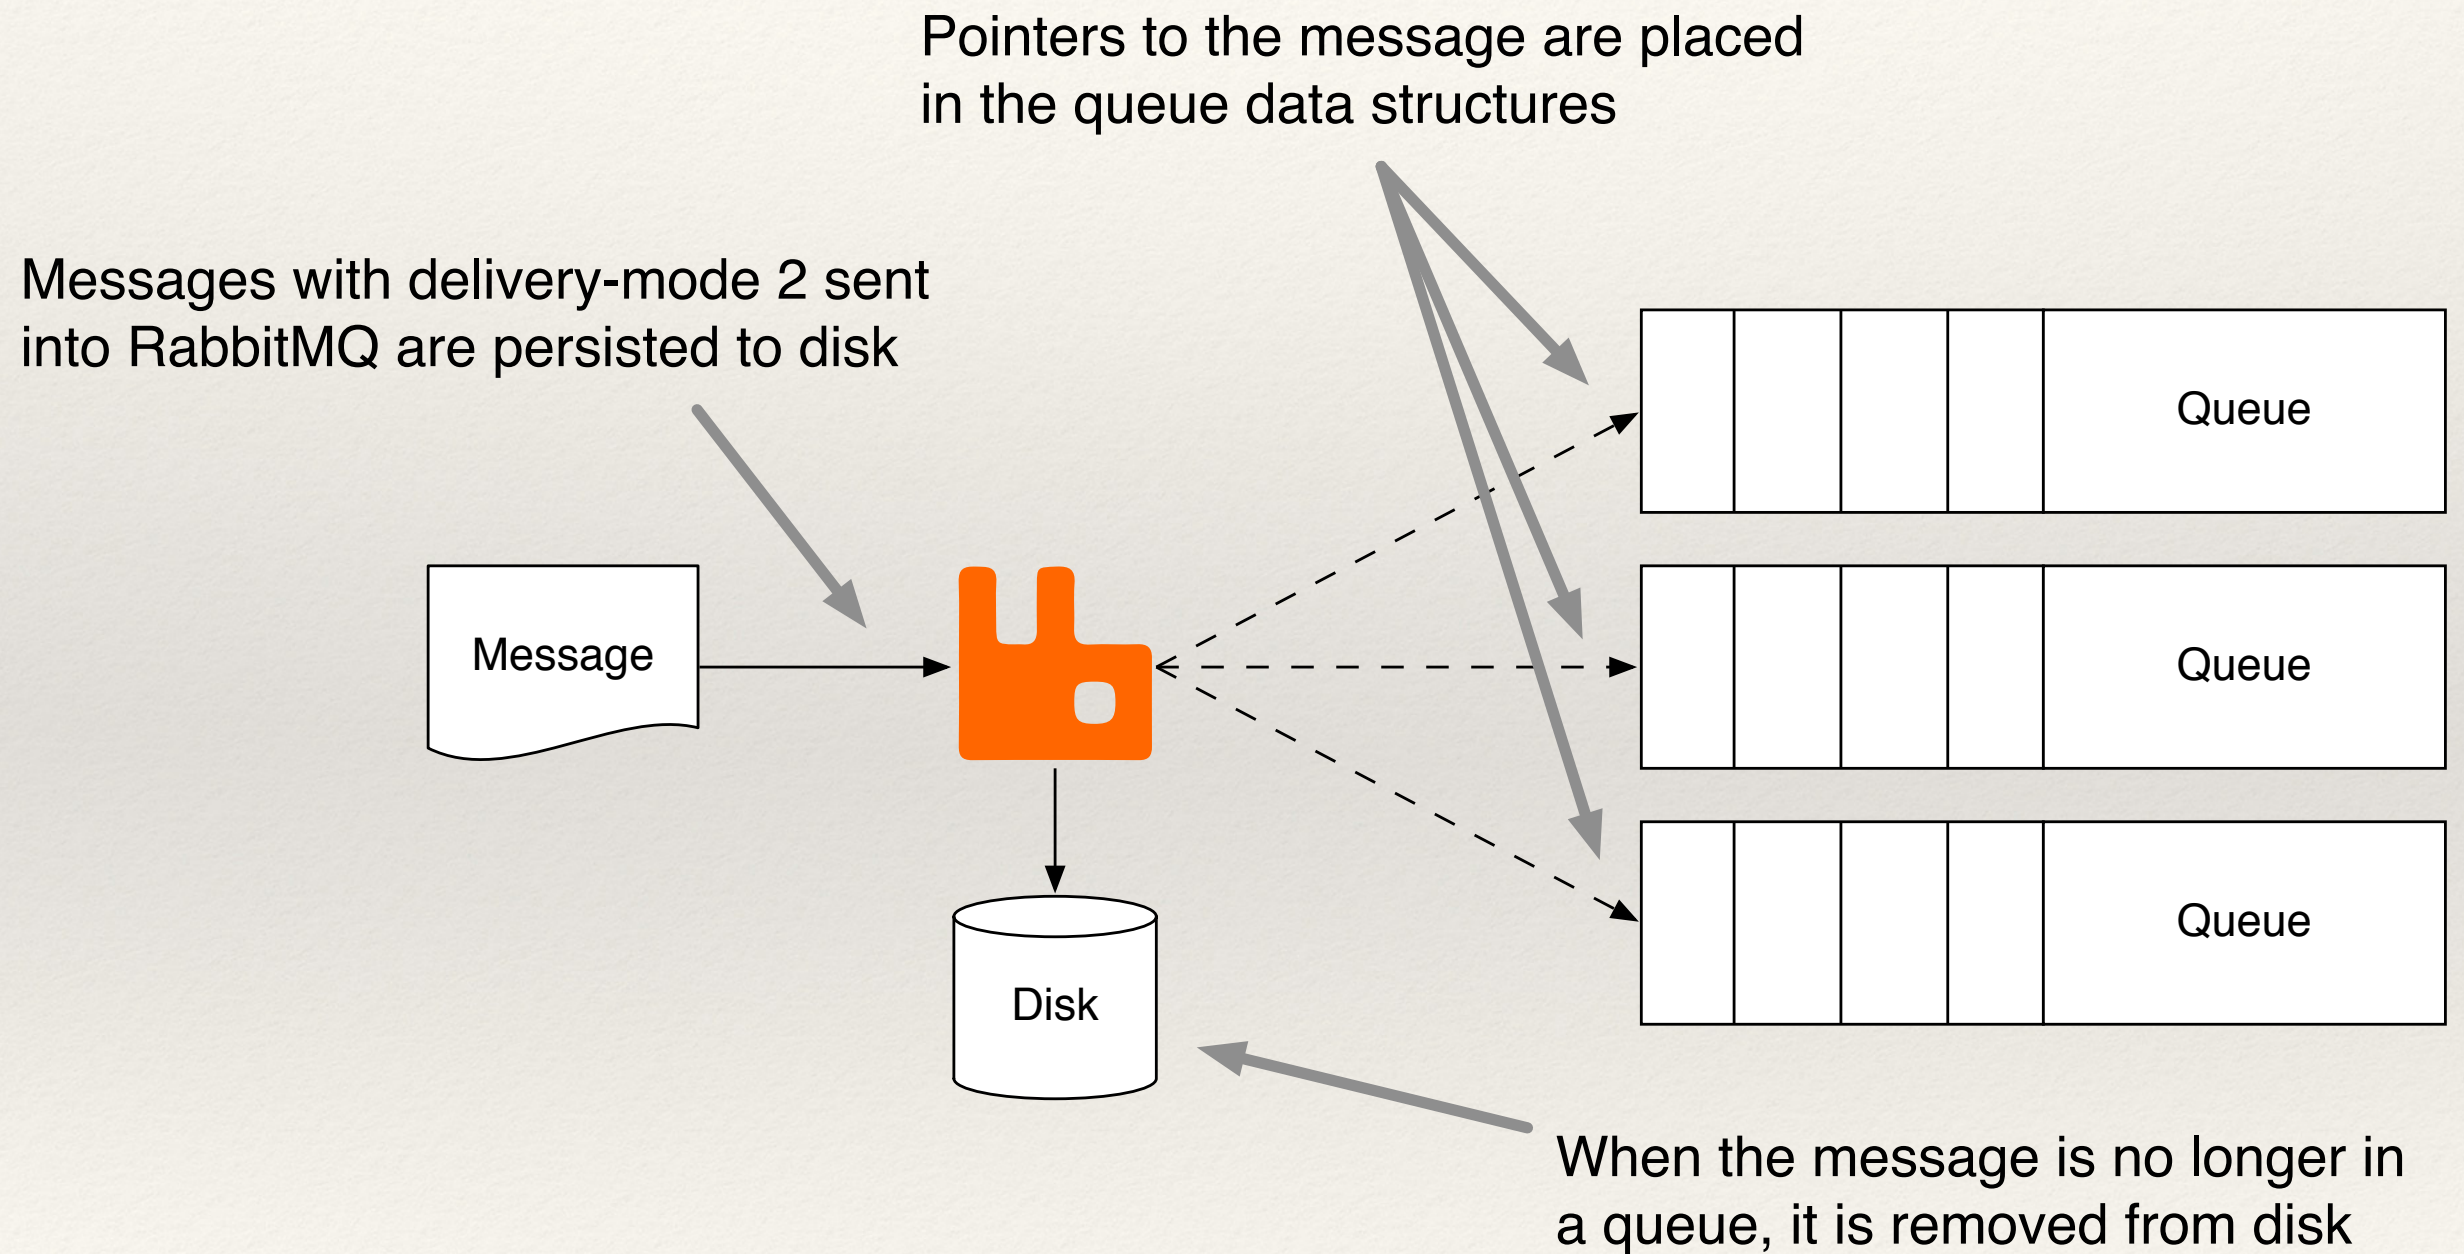 Pointers to the message are placed
in the queue data structures
Messages with delivery-mode 2 sent
into RabbitMQ are persisted to disk
Queue
Message
Queue
Queue
Disk
When the message is no longer in
a queue, it is removed from disk